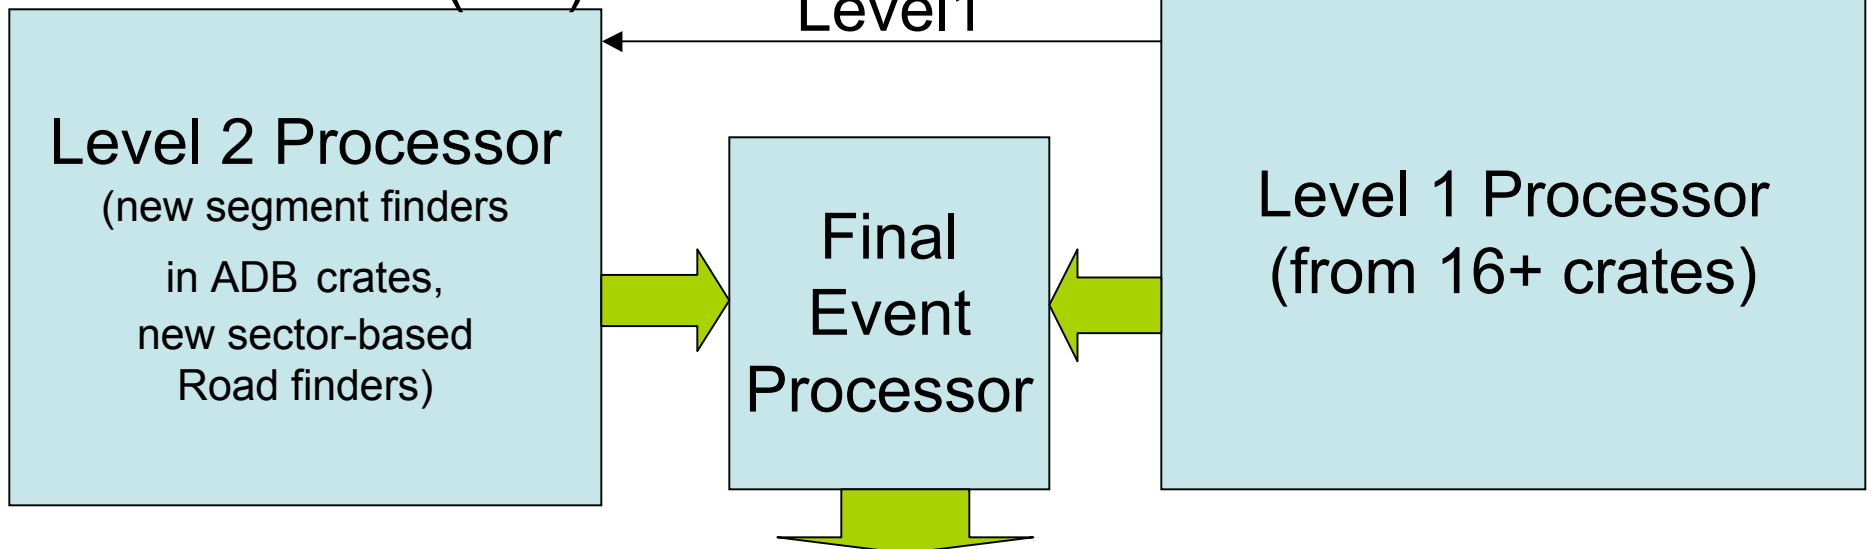 Level1
Level 2 Processor
(new segment finders
in ADB crates,
new sector-based
Road finders)
Final
Event
Processor
Level 1 Processor
(from 16+ crates)